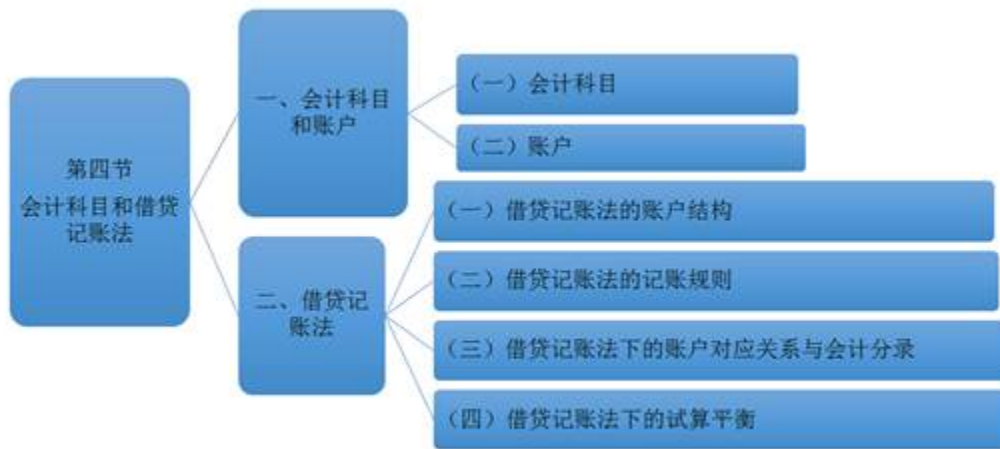 第四节
会计科目和借贷
记账法
一、会计科目
和账户
（一）会计科目
（二）账户
二、借贷记
账法
（一）借贷记账法的账户结构
（二）借贷记账法的记账规则
（三）借贷记账法下的账户对应关系与会计分录
（四）借贷记账法下的试算平衡